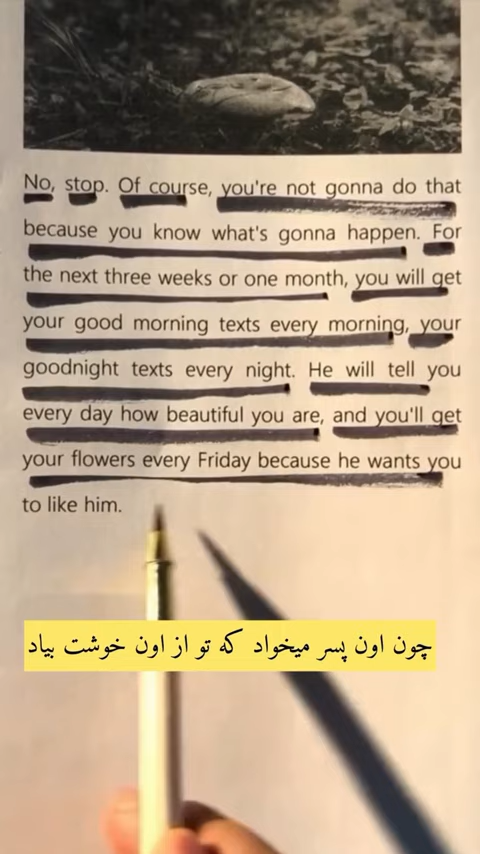 No, stop. Of course, you're not gonna do that
because you know what's gonna happen. For
the next three weeks or one month, you will get
your good morning texts every morning, your
goodnight texts every night. He will tell you
every day how beautiful you are, and you'll get
your flowers every Friday because he wants you
to like him.
چون اون پسر میخواد که تو از اون خوشت بیاد